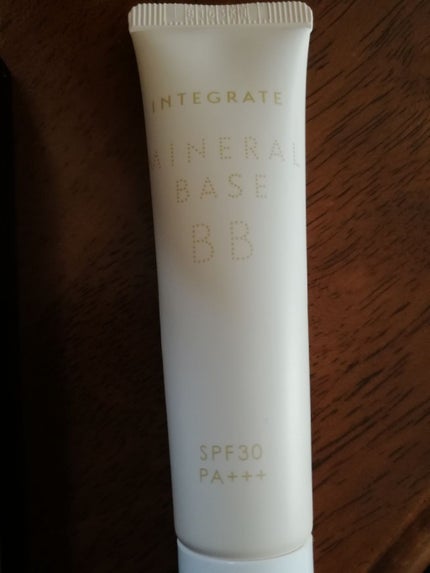 INTEGRATE
MINERAL
BASE
BB
SPF30
PA+++